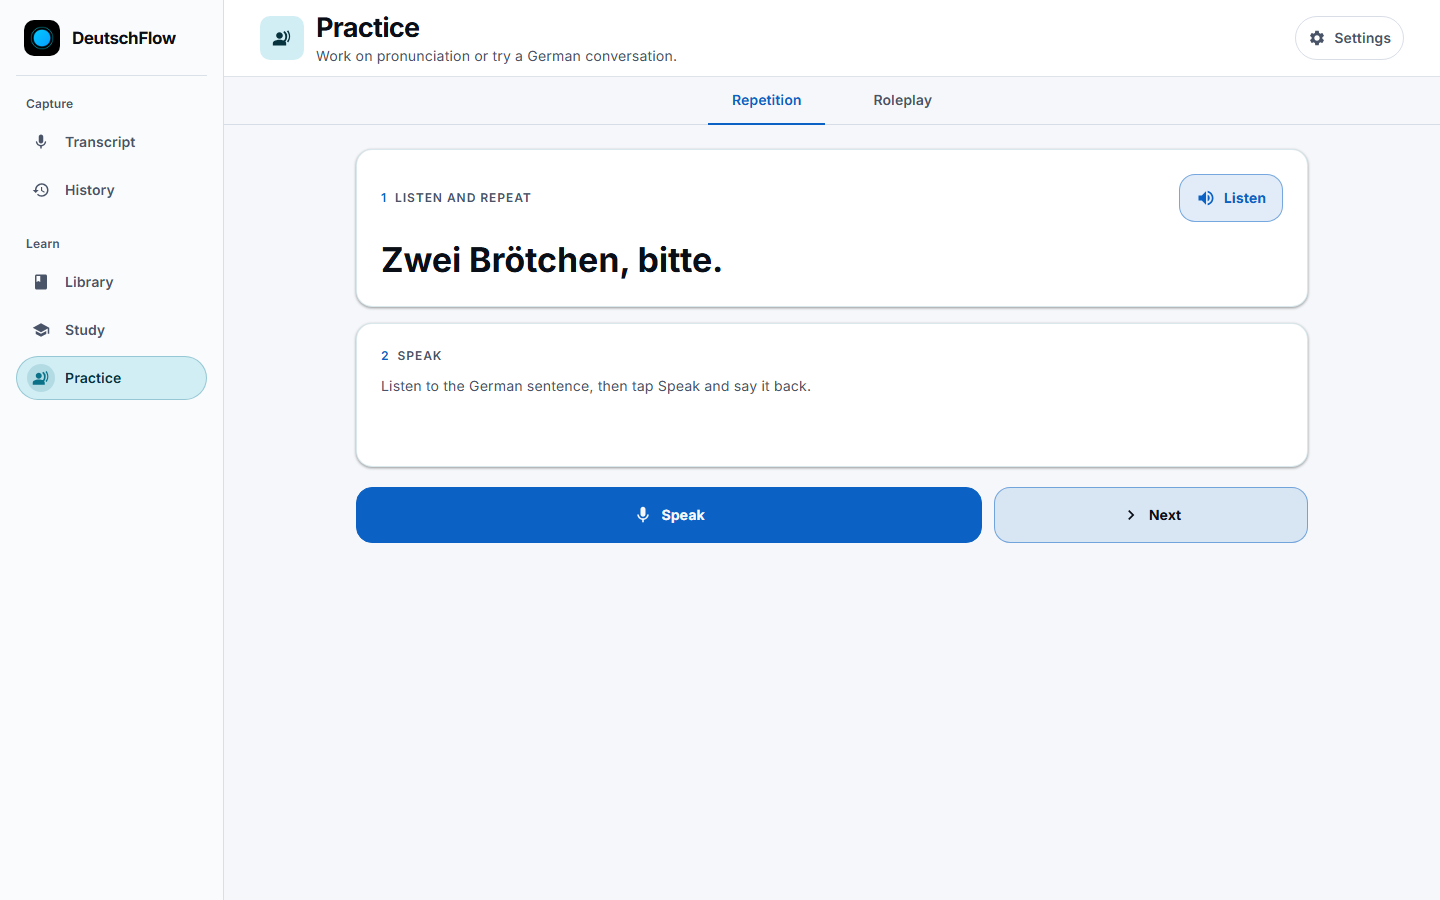 DeutschFlow
Capture
Transcript
History
Learn
Library
Study
Practice
Practice
Work on pronunciation or try a German conversation.
Settings
Repetition
Roleplay
1 LISTEN AND REPEAT
Listen
Zwei Brötchen, bitte.
2 SPEAK
Listen to the German sentence, then tap Speak and say it back.
Speak
Next